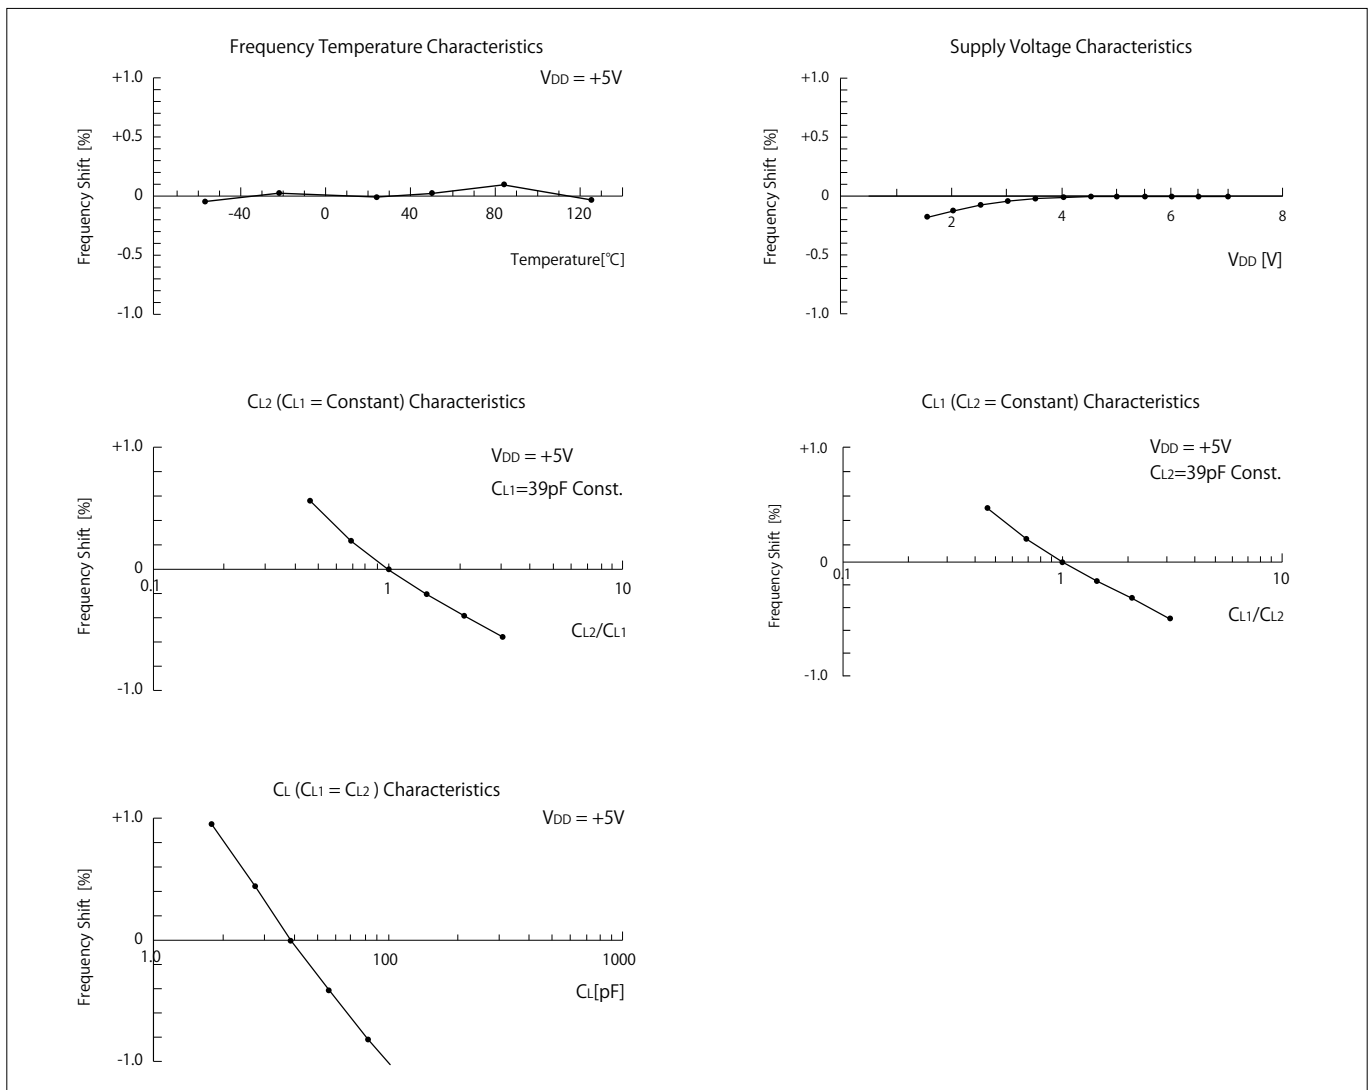 Frequency Temperature Characteristics
VDD = +5V
Frequency Shift [%]
+1.0
+0.5
0
-0.5
-1.0
-40
0
40
80
120
Temperature[℃]
Supply Voltage Characteristics
Frequency Shift [%]
+1.0
+0.5
0
-0.5
-1.0
2
4
6
8
VDD [V]
CL2 (CL1 = Constant) Characteristics
VDD = +5V
CL1=39pF Const.
Frequency Shift [%]
+1.0
0
-1.0
0.1
1
10
CL2/CL1
CL1 (CL2 = Constant) Characteristics
VDD = +5V
CL2=39pF Const.
Frequency Shift [%]
+1.0
0
-1.0
0.1
1
10
CL1/CL2
CL (CL1 = CL2 ) Characteristics
VDD = +5V
Frequency Shift [%]
+1.0
0
-1.0
1.0
100
1000
CL[pF]